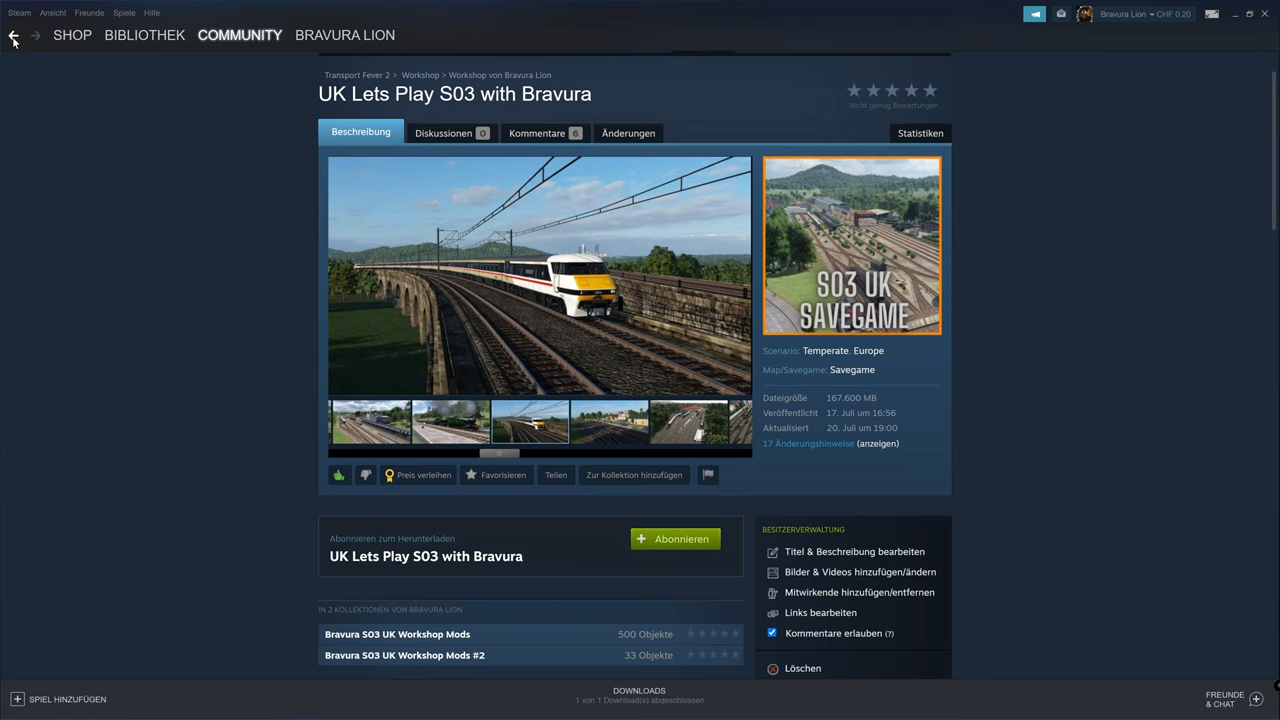 Steam Ansicht Freunde Spiele Hilfe
Bravura Lion CHF 0.20
SHOP BIBLIOTHEK COMMUNITY BRAVURA LION
Transport Fever 2 > Workshop > Workshop von Bravura Lion
UK Lets Play S03 with Bravura
Nicht genug Bewertungen
Beschreibung Diskussionen 0 Kommentare 6 Änderungen Statistiken
S03 UK
SAVEGAME
Scenario: Temperate, Europe
Map/Savegame: Savegame
Dateigröße 167.600 MB
Veröffentlicht 17. Juli um 16:56
Aktualisiert 20. Juli um 19:00
17 Änderungshinweise (anzeigen)
Preis verleihen Favorisieren Teilen Zur Kollektion hinzufügen
Abonnieren zum Herunterladen
UK Lets Play S03 with Bravura
Abonnieren
IN 2 KOLLEKTIONEN VON BRAVURA LION
Bravura S03 UK Workshop Mods 500 Objekte
Bravura S03 UK Workshop Mods #2 33 Objekte
BESITZERVERWALTUNG
Titel & Beschreibung bearbeiten
Bilder & Videos hinzufügen/ändern
Mitwirkende hinzufügen/entfernen
Links bearbeiten
Kommentare erlauben (?)
Löschen
SPIEL HINZUFÜGEN
DOWNLOADS
1 von 1 Download(s) abgeschlossen
FREUNDE
& CHAT